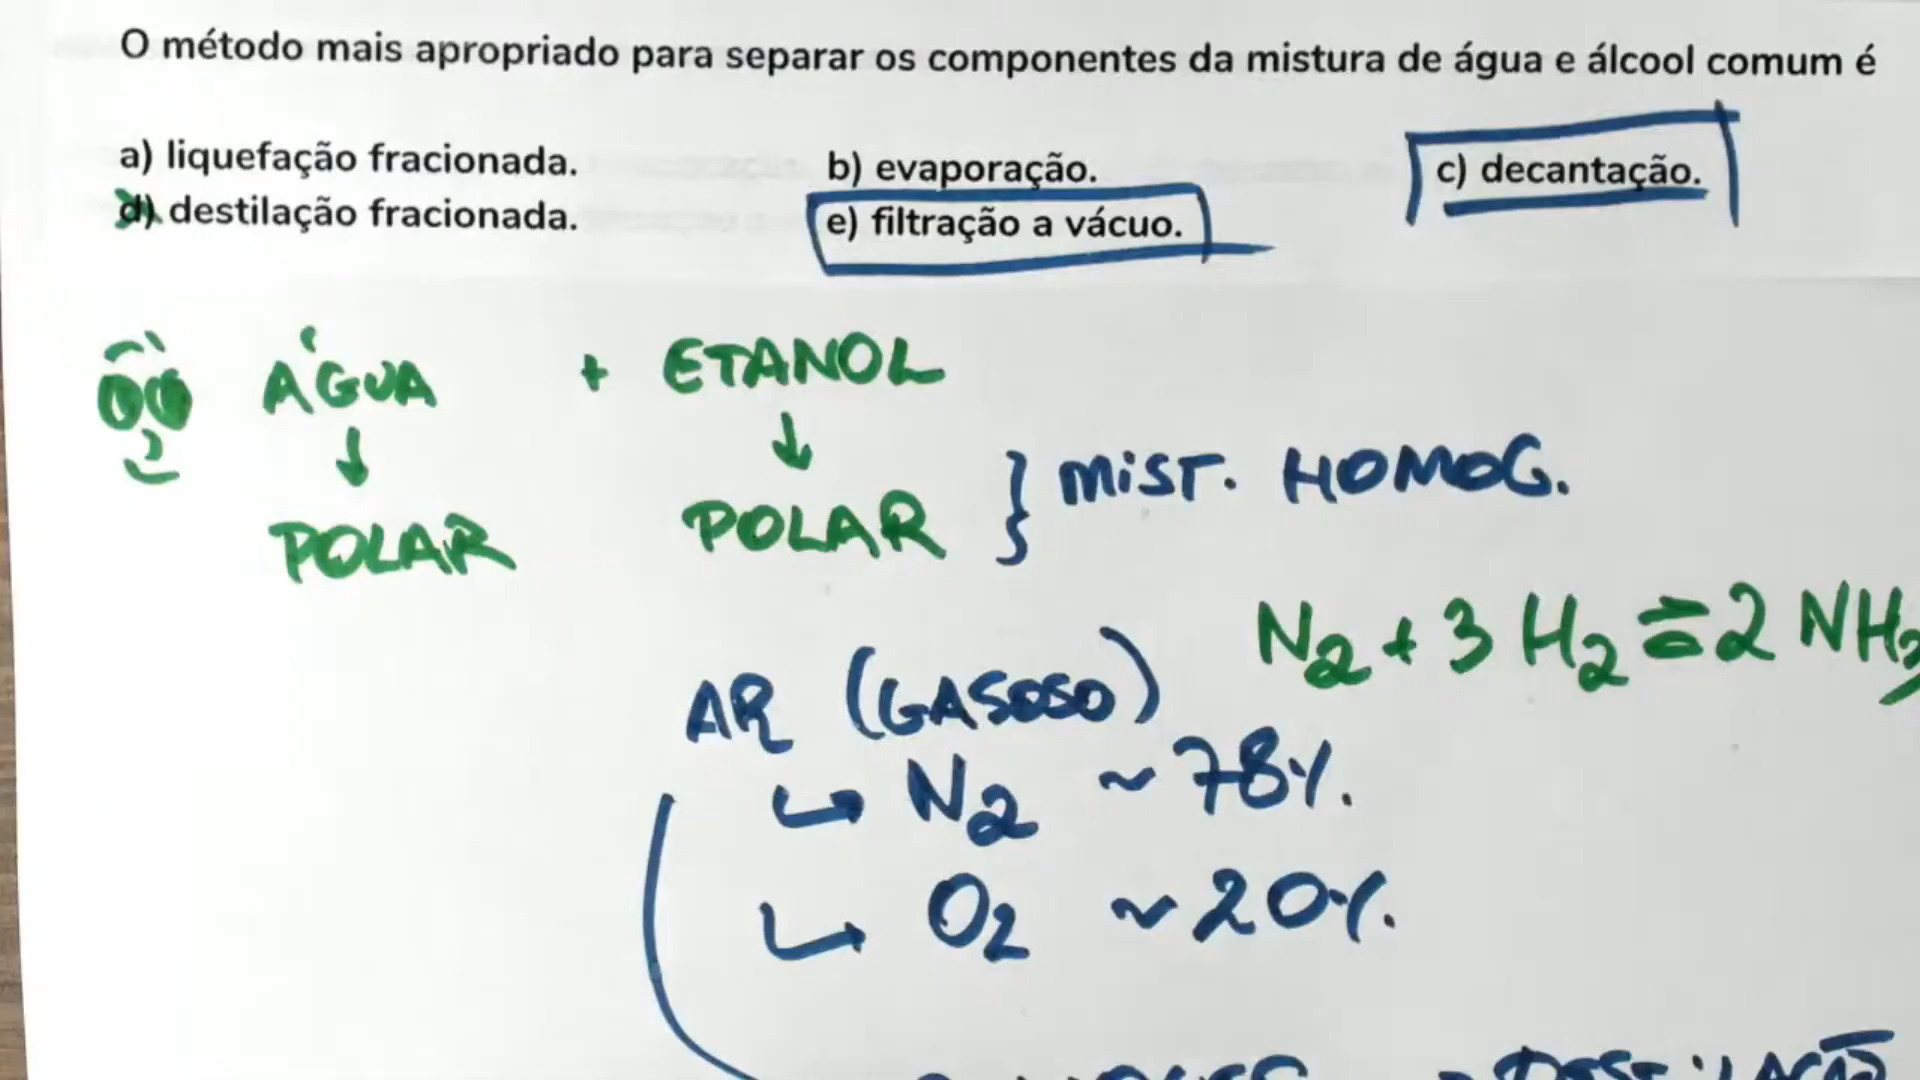 O método mais apropriado para separar os componentes da mistura de água e álcool comum é
a) liquefação fracionada. b) evaporação. c) decantação.
d) destilação fracionada. e) filtração a vácuo.
ÁGUA + ETANOL
↓ ↓
POLAR POLAR } MIST. HOMOG.
N2 + 3 H2 ⇌ 2 NH3
AR (GASOSO)
↳ N2 ~ 78%.
↳ O2 ~ 20%.